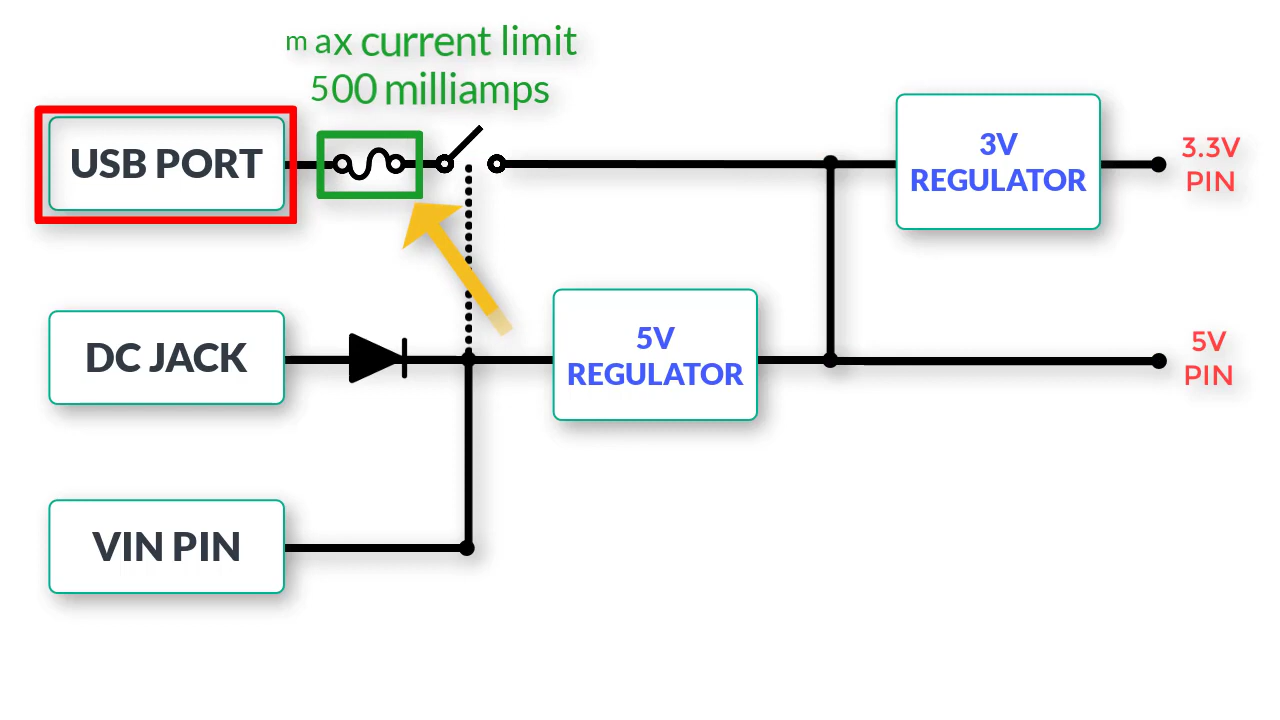 max current limit
500 milliamps
USB PORT
3V
REGULATOR
3.3V
PIN
DC JACK
5V
REGULATOR
5V
PIN
VIN PIN